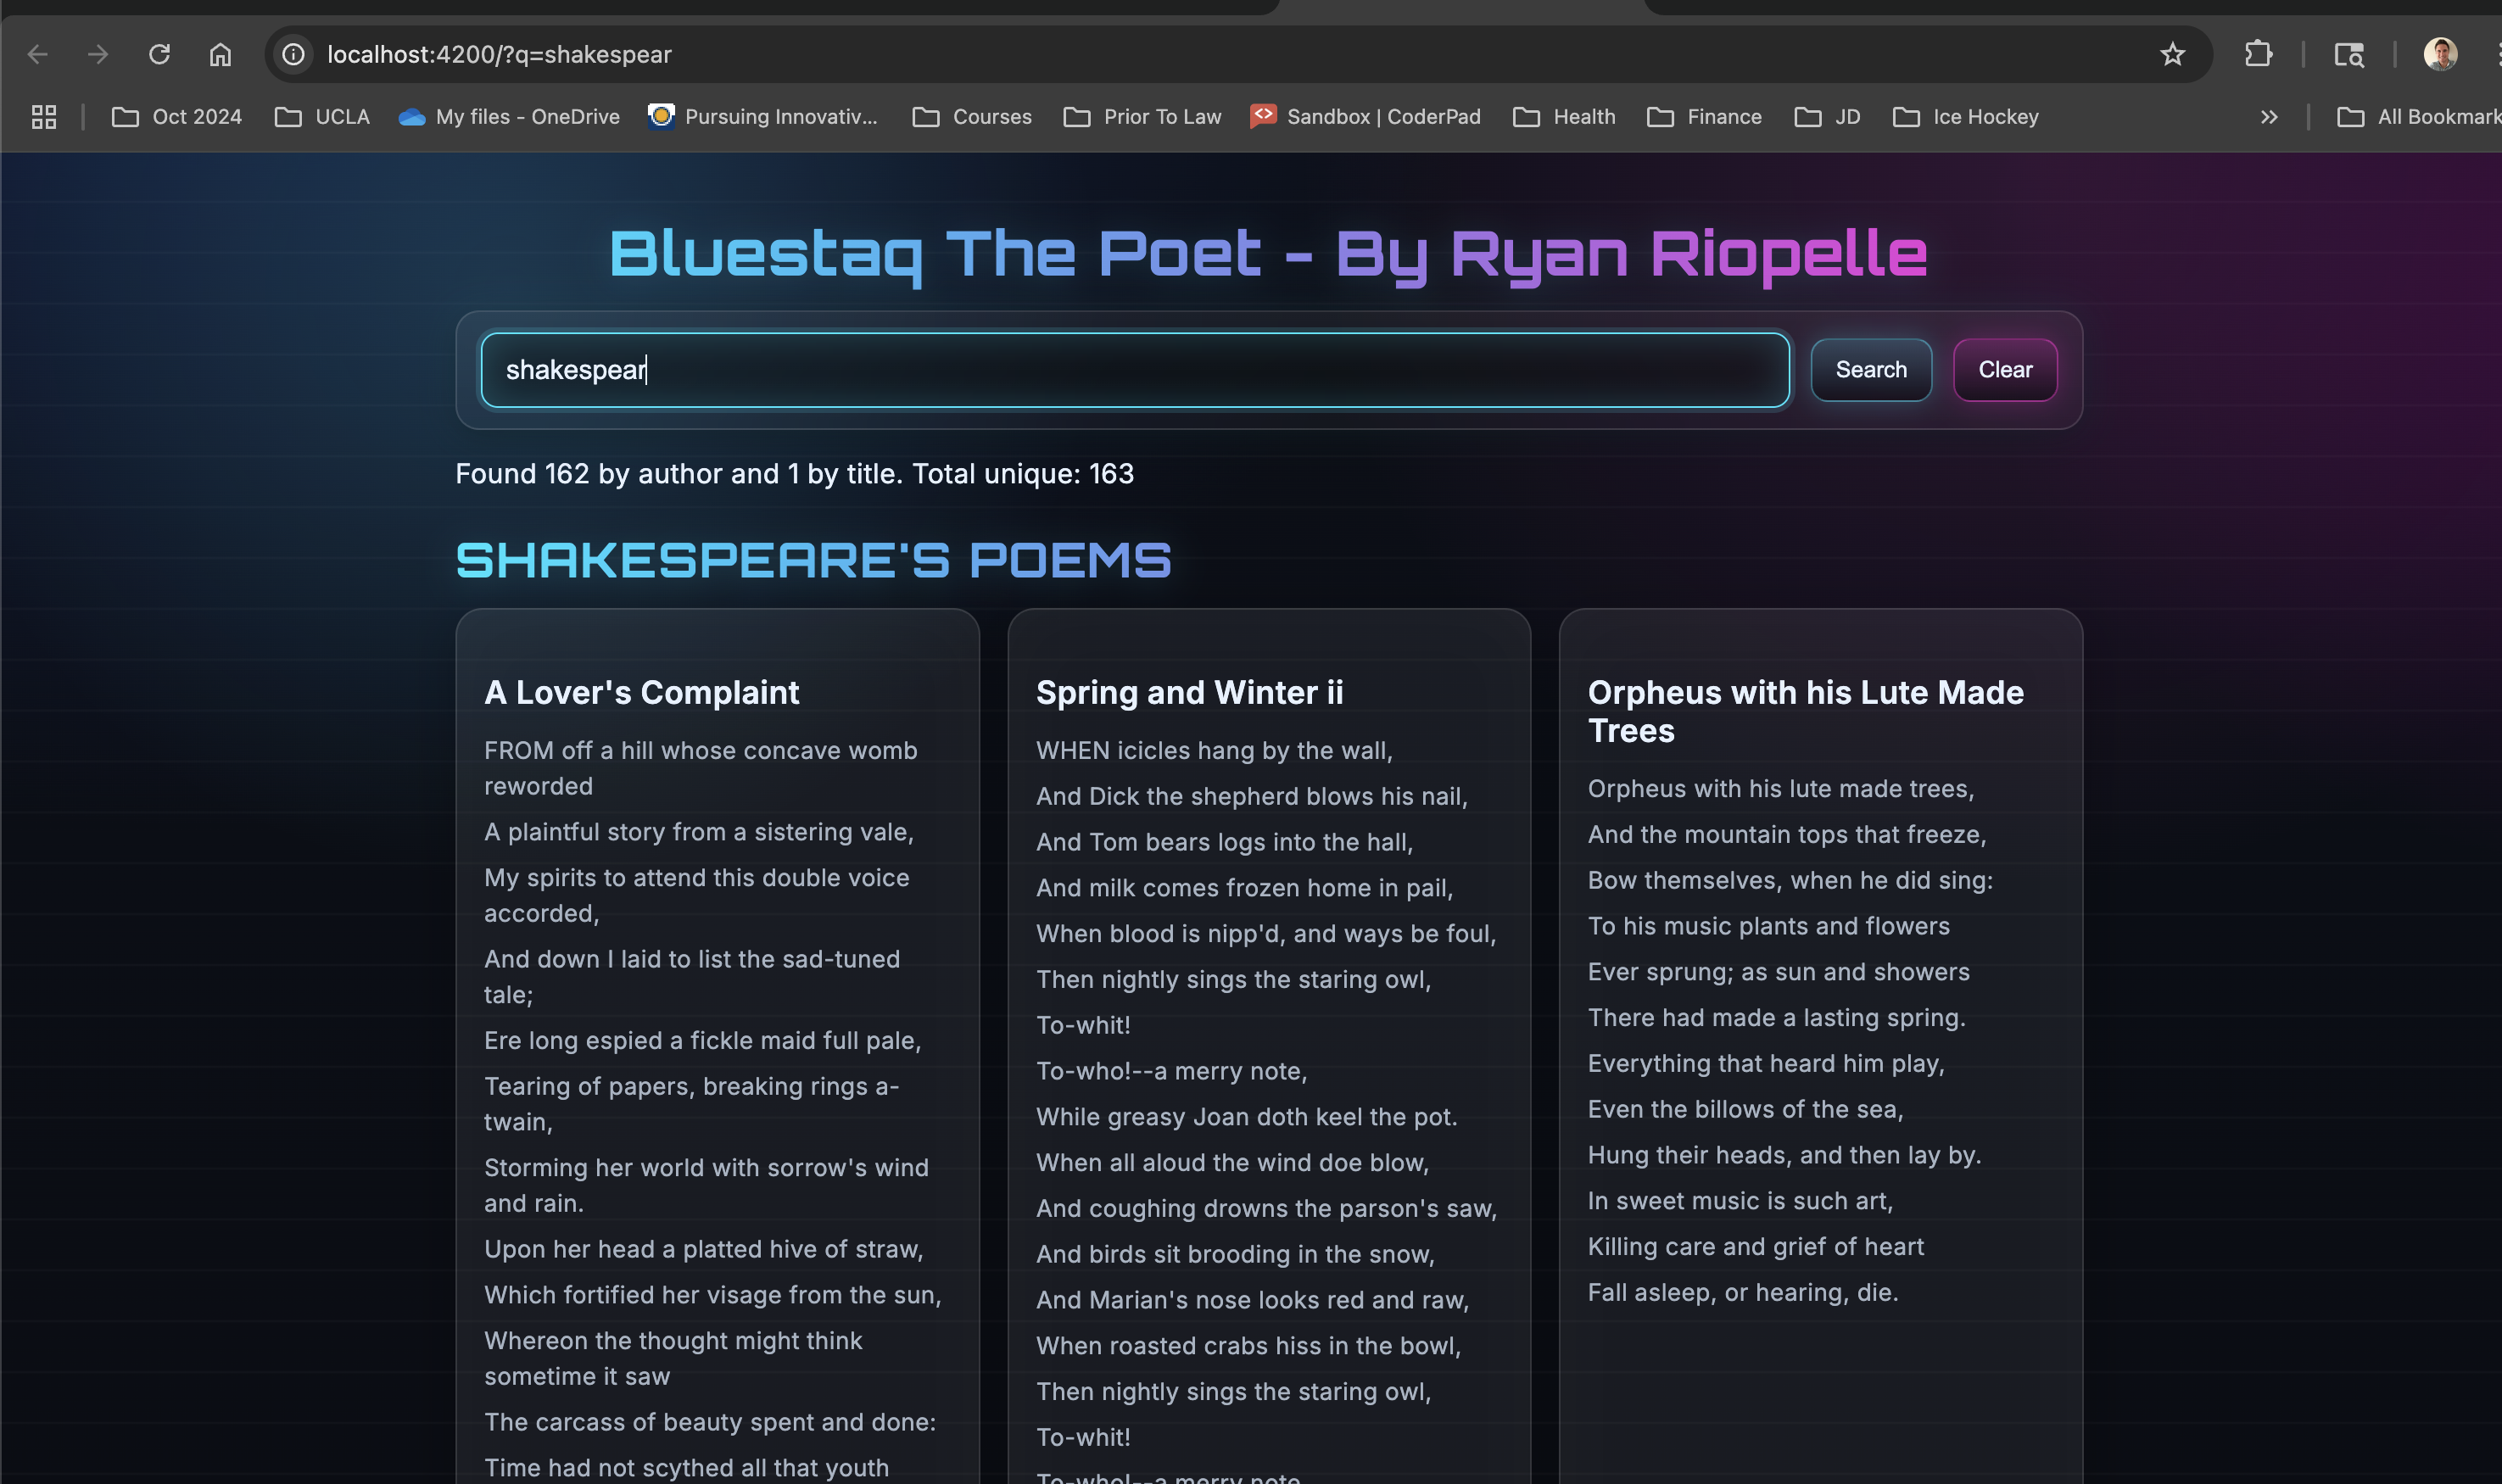 localhost:4200/?q=shakespear
Oct 2024 UCLA My files - OneDrive Pursuing Innovativ... Courses Prior To Law Sandbox | CoderPad Health Finance JD Ice Hockey All Bookmark
Bluestaq The Poet - By Ryan Riopelle
shakespear Search Clear
Found 162 by author and 1 by title. Total unique: 163
SHAKESPEARE'S POEMS
A Lover's Complaint
FROM off a hill whose concave womb
reworded
A plaintful story from a sistering vale,
My spirits to attend this double voice
accorded,
And down I laid to list the sad-tuned
tale;
Ere long espied a fickle maid full pale,
Tearing of papers, breaking rings a-
twain,
Storming her world with sorrow's wind
and rain.
Upon her head a platted hive of straw,
Which fortified her visage from the sun,
Whereon the thought might think
sometime it saw
The carcass of beauty spent and done:
Time had not scythed all that youth
Spring and Winter ii
WHEN icicles hang by the wall,
And Dick the shepherd blows his nail,
And Tom bears logs into the hall,
And milk comes frozen home in pail,
When blood is nipp'd, and ways be foul,
Then nightly sings the staring owl,
To-whit!
To-who!--a merry note,
While greasy Joan doth keel the pot.
When all aloud the wind doe blow,
And coughing drowns the parson's saw,
And birds sit brooding in the snow,
And Marian's nose looks red and raw,
When roasted crabs hiss in the bowl,
Then nightly sings the staring owl,
To-whit!
To-who!--a merry note
Orpheus with his Lute Made
Trees
Orpheus with his lute made trees,
And the mountain tops that freeze,
Bow themselves, when he did sing:
To his music plants and flowers
Ever sprung; as sun and showers
There had made a lasting spring.
Everything that heard him play,
Even the billows of the sea,
Hung their heads, and then lay by.
In sweet music is such art,
Killing care and grief of heart
Fall asleep, or hearing, die.